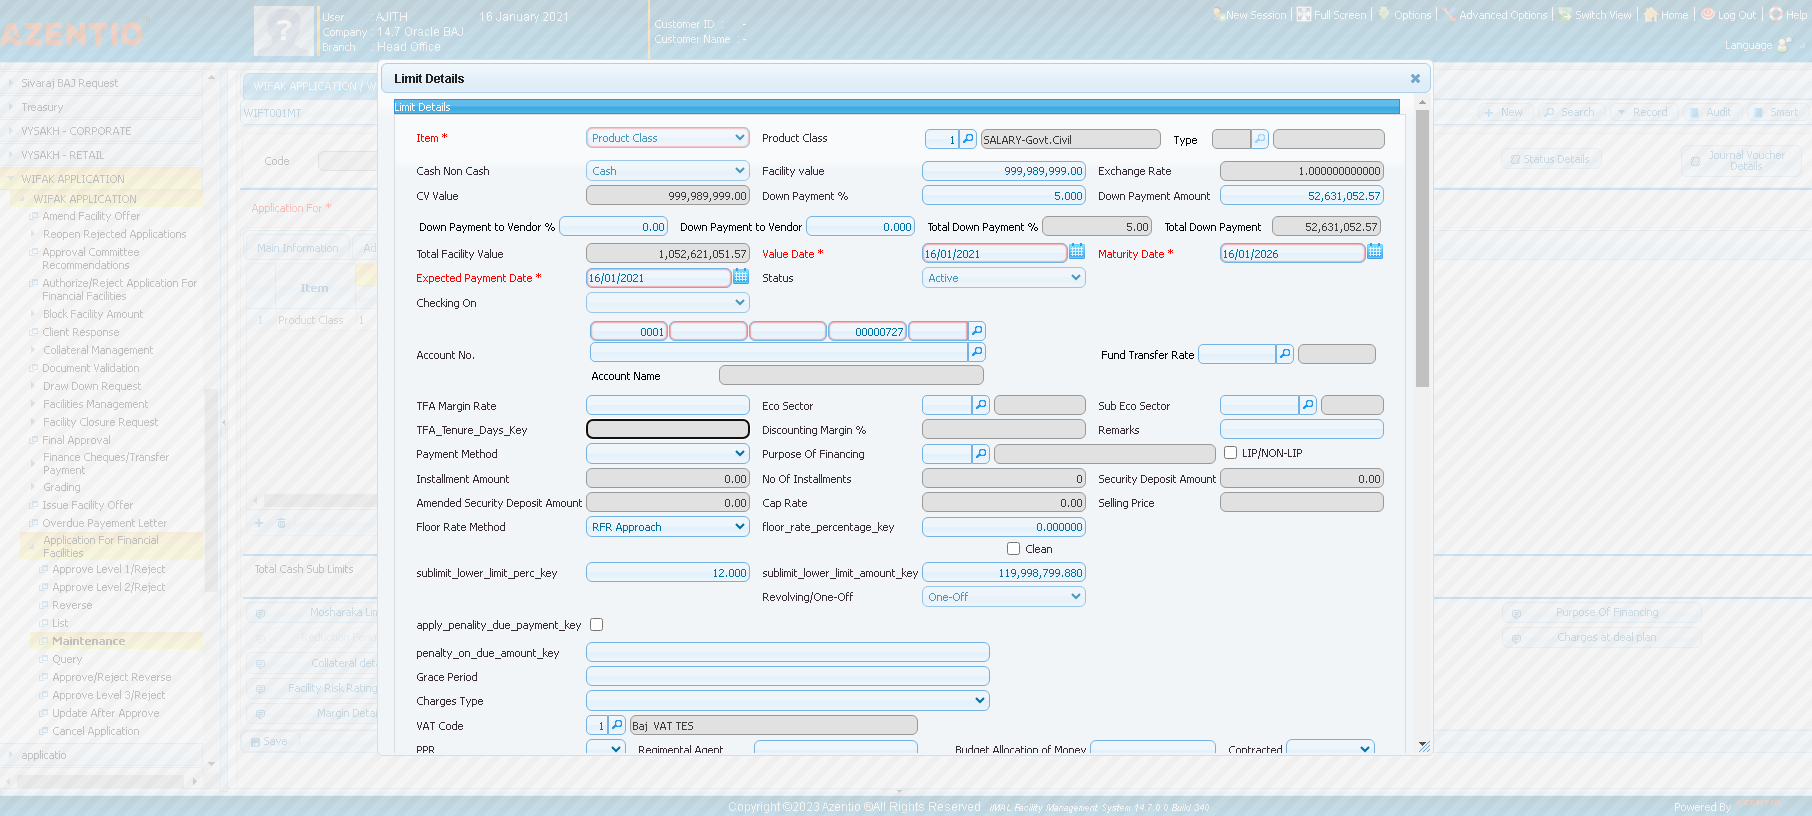 AZENTIO
User : AJITH 16 January 2021
Company : 14.7 Oracle BAJ
Branch : Head Office
Customer ID : -
Customer Name : -
New Session Full Screen Options Advanced Options Switch View Home Log Out Help
Language
Sivaraj BAJ Request
Treasury
VYSAKH - CORPORATE
VYSAKH - RETAIL
WIFAK APPLICATION
WIFAK APPLICATION
Amend Facility Offer
Reopen Rejected Applications
Approval Committee
Recommendations
Authorize/Reject Application For
Financial Facilities
Block Facility Amount
Client Response
Collateral Management
Document Validation
Draw Down Request
Facilities Management
Facility Closure Request
Final Approval
Finance Cheques/Transfer
Payment
Grading
Issue Facility Offer
Overdue Payement Letter
Application For Financial
Facilities
Approve Level 1/Reject
Approve Level 2/Reject
Reverse
List
Maintenance
Query
Approve/Reject Reverse
Approve Level 3/Reject
Update After Approve
Cancel Application
applicatio
WIFAK APPLICATION / W
WIFT001MT
New Search Record Audit Smart
Code
Status Details
Journal Voucher
Details
Application For *
Main Information Ad
Item
1 Product Class 1
Total Cash Sub Limits
Mosharaka Lim
Collateral deta
Facility Risk Rating
Margin Detai
Save
Purpose Of Financing
Charges at deal plan
Limit Details
Limit Details
Item * Product Class Product Class 1 SALARY-Govt.Civil Type
Cash Non Cash Cash Facility value 999,989,999.00 Exchange Rate 1.000000000000
CV Value 999,989,999.00 Down Payment % 5.000 Down Payment Amount 52,631,052.57
Down Payment to Vendor % 0.00 Down Payment to Vendor 0.000 Total Down Payment % 5.00 Total Down Payment 52,631,052.57
Total Facility Value 1,052,621,051.57 Value Date * 16/01/2021 Maturity Date * 16/01/2026
Expected Payment Date * 16/01/2021 Status Active
Checking On
0001 00000727
Account No. Fund Transfer Rate
Account Name
TFA Margin Rate Eco Sector Sub Eco Sector
TFA_Tenure_Days_Key Discounting Margin % Remarks
Payment Method Purpose Of Financing LIP/NON-LIP
Installment Amount 0.00 No Of Installments 0 Security Deposit Amount 0.00
Amended Security Deposit Amount 0.00 Cap Rate 0.00 Selling Price
Floor Rate Method RFR Approach floor_rate_percentage_key 0.000000
Clean
sublimit_lower_limit_perc_key 12.000 sublimit_lower_limit_amount_key 119,998,799.880
Revolving/One-Off One-Off
apply_penality_due_payment_key
penalty_on_due_amount_key
Grace Period
Charges Type
VAT Code 1 Baj VAT TES
PPR Regimental Agent Budget Allocation of Money Contracted
Copyright ©2023 Azentio ®All Rights Reserved IMAL Facility Management System 14.7.0.0 Build 340
Powered By AZENTIO